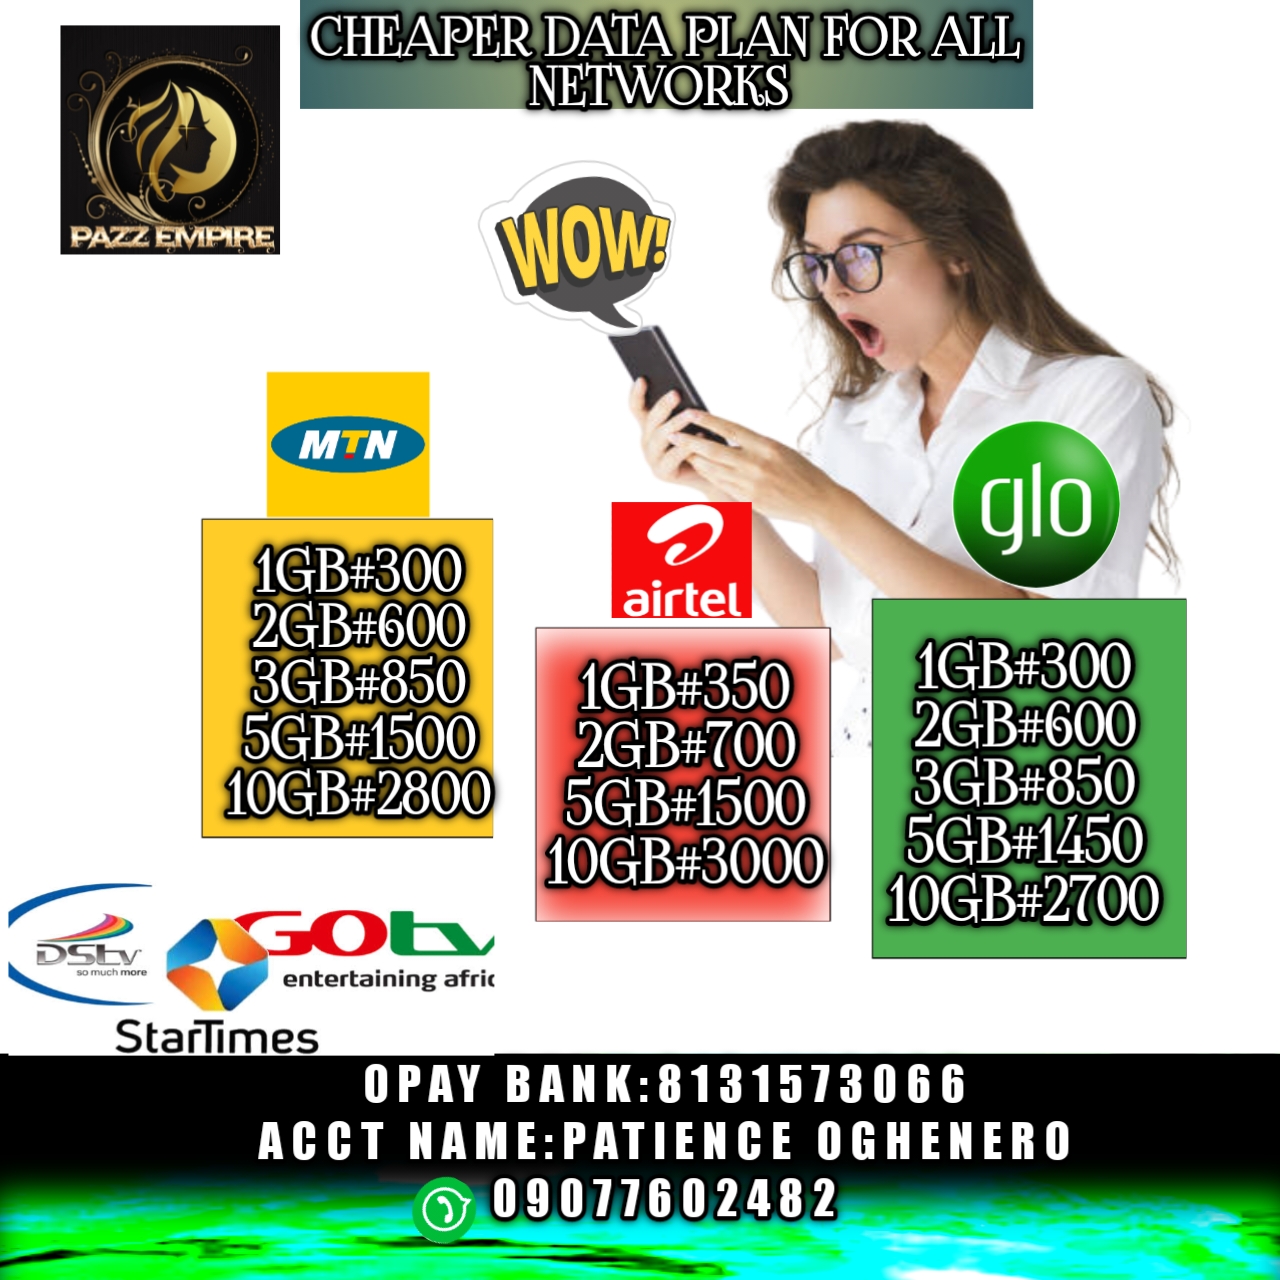 CHEAPER DATA PLAN FOR ALL
NETWORKS
PAZZ EMPIRE
WOW!
MTN
1GB#300
2GB#600
3GB#850
5GB#1500
10GB#2800
airtel
1GB#350
2GB#700
5GB#1500
10GB#3000
glo
1GB#300
2GB#600
3GB#850
5GB#1450
10GB#2700
DStv
so much more
GOtv
entertaining afric
StarTimes
OPAY BANK:8131573066
ACCT NAME:PATIENCE OGHENERO
09077602482